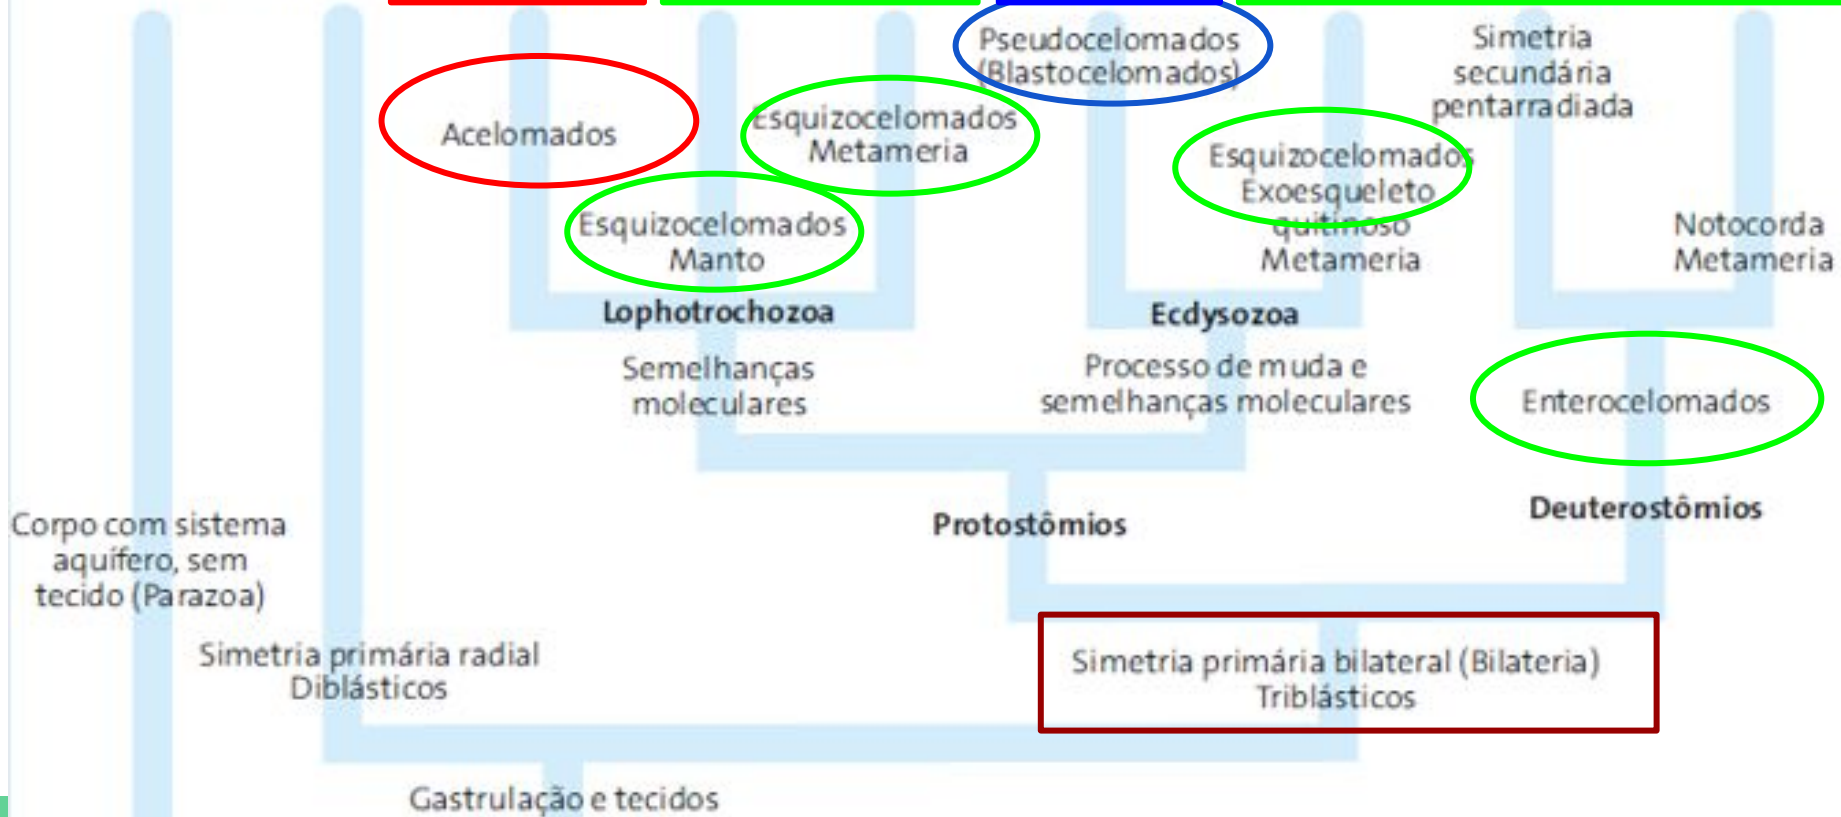 Pseudocelomados
(Blastocelomados)
Simetria
secundária
pentarradiada
Acelomados
Esquizocelomados
Metameria
Esquizocelomados
Exoesqueleto
quitinoso
Metameria
Esquizocelomados
Manto
Notocorda
Metameria
Lophotrochozoa
Ecdysozoa
Semelhanças
moleculares
Processo de muda e
semelhanças moleculares
Enterocelomados
Corpo com sistema
aquífero, sem
tecido (Parazoa)
Protostômios
Deuterostômios
Simetria primária radial
Diblásticos
Simetria primária bilateral (Bilateria)
Triblásticos
Gastrulação e tecidos